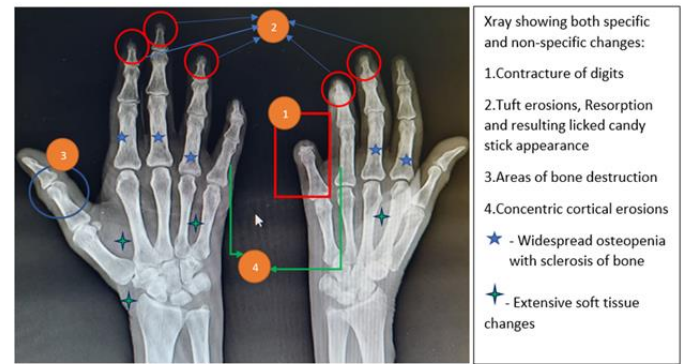 2
1
3
4
Xray showing both specific
and non-specific changes:
1.Contracture of digits
2.Tuft erosions, Resorption
and resulting licked candy
stick appearance
3.Areas of bone destruction
4.Concentric cortical erosions
- Widespread osteopenia
with sclerosis of bone
- Extensive soft tissue
changes